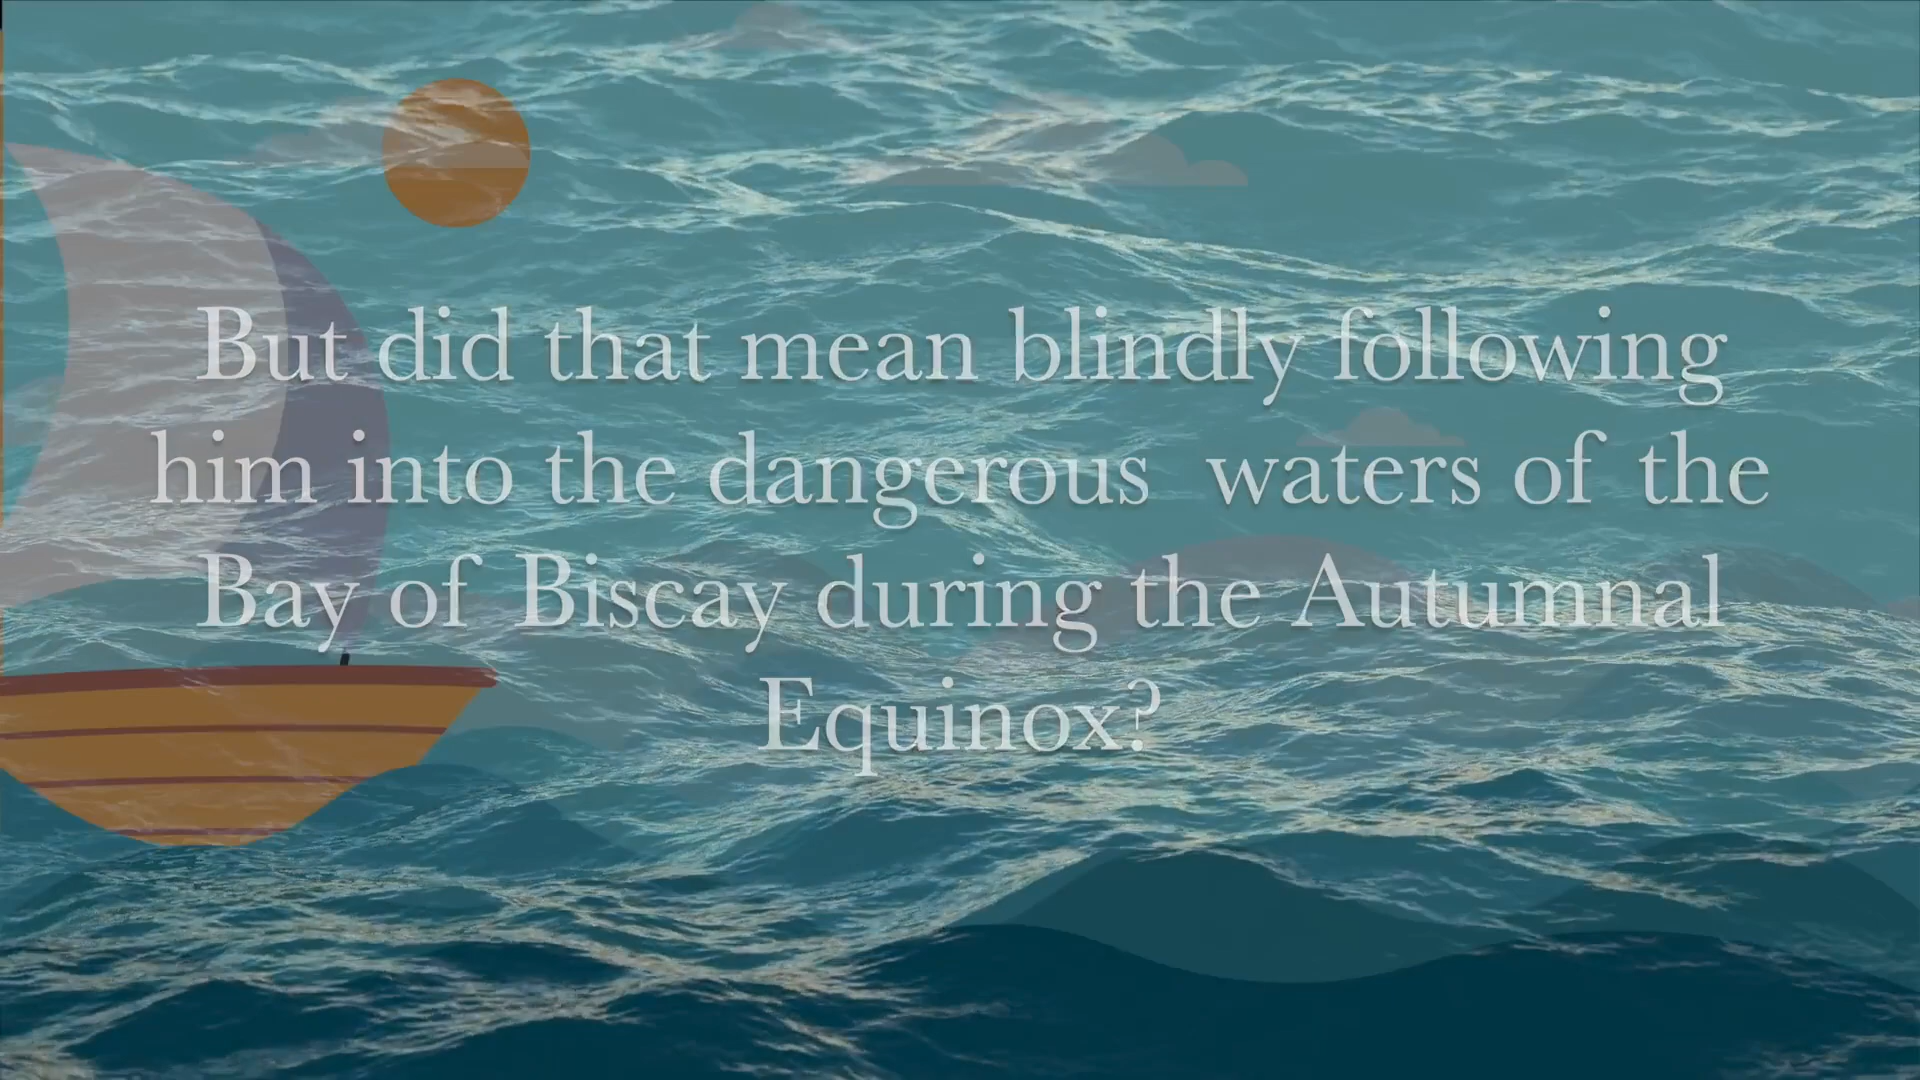 But did that mean blindly following
him into the dangerous  waters of the
Bay of Biscay during the Autumnal
Equinox?